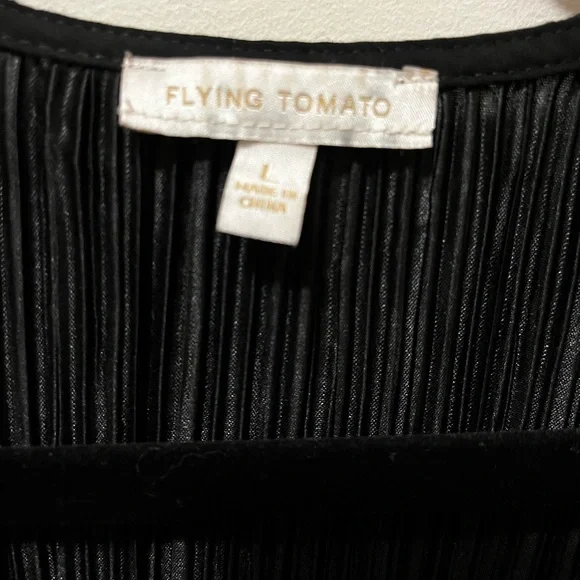 FLYING TOMATO
L
MADE IN
CHINA